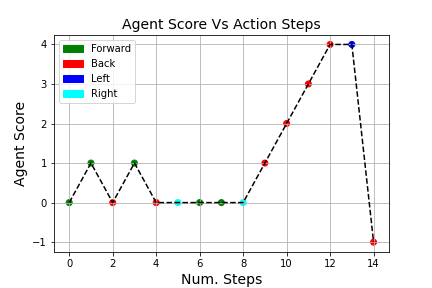 Agent Score Vs Action Steps
Forward
Back
Left
Right
4
3
2
1
0
−1
Agent Score
0 2 4 6 8 10 12 14
Num. Steps